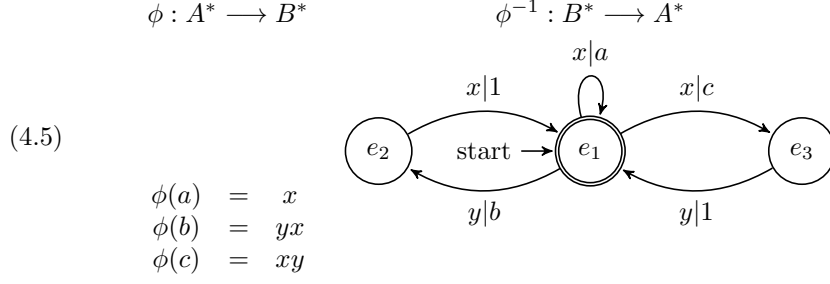 ϕ : A* ⟶ B* ϕ⁻¹ : B* ⟶ A*
x|a
x|1 x|c
(4.5) e₂ start e₁ e₃
y|b y|1
ϕ(a) = x
ϕ(b) = yx
ϕ(c) = xy